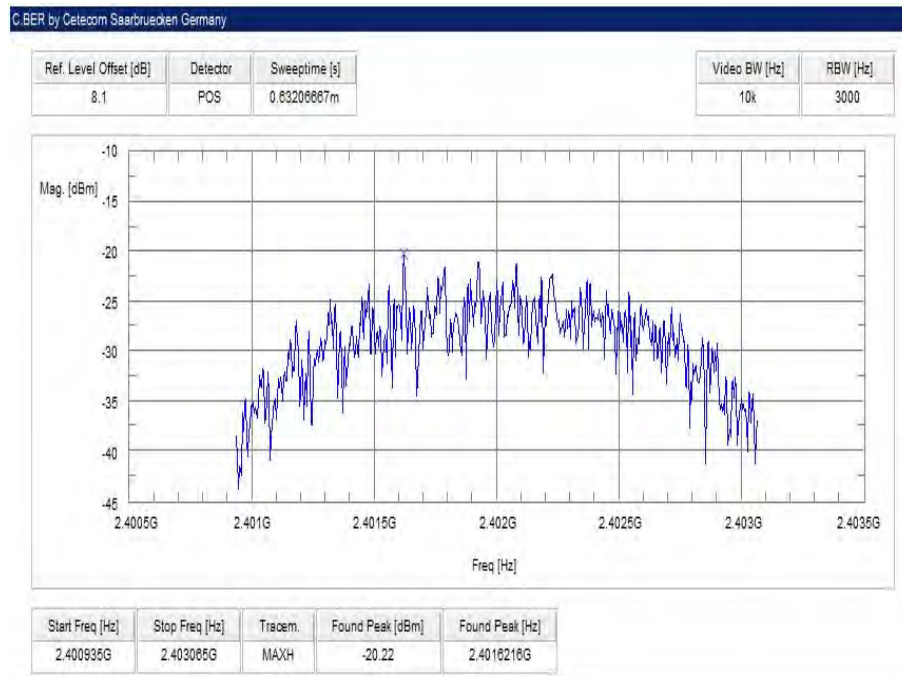 C.BER by Cetecom Saarbruecken Germany
Ref. Level Offset [dB] Detector Sweeptime [s] Video BW [Hz] RBW [Hz]
8.1 POS 0.63206667m 10k 3000
-10
Mag. [dBm]
-15
-20
-25
-30
-35
-40
-45
2.4005G 2.401G 2.4015G 2.402G 2.4025G 2.403G 2.4035G
Freq [Hz]
Start Freq [Hz] Stop Freq [Hz] Tracem. Found Peak [dBm] Found Peak [Hz]
2.400935G 2.403065G MAXH -20.22 2.4016216G